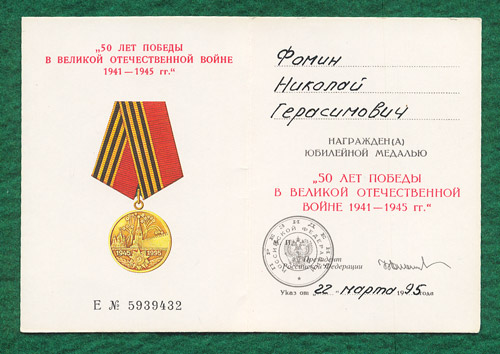 „50 ЛЕТ ПОБЕДЫ
В ВЕЛИКОЙ ОТЕЧЕСТВЕННОЙ ВОЙНЕ
1941—1945 гг.“
1945 1995
Е № 5939432
Фомин
Николай
Герасимович
НАГРАЖДЕН(А)
ЮБИЛЕЙНОЙ МЕДАЛЬЮ
„50 ЛЕТ ПОБЕДЫ
В ВЕЛИКОЙ ОТЕЧЕСТВЕННОЙ
ВОЙНЕ 1941—1945 гг.“
Президент
Российской Федерации
Указ от „22 марта 1995 года